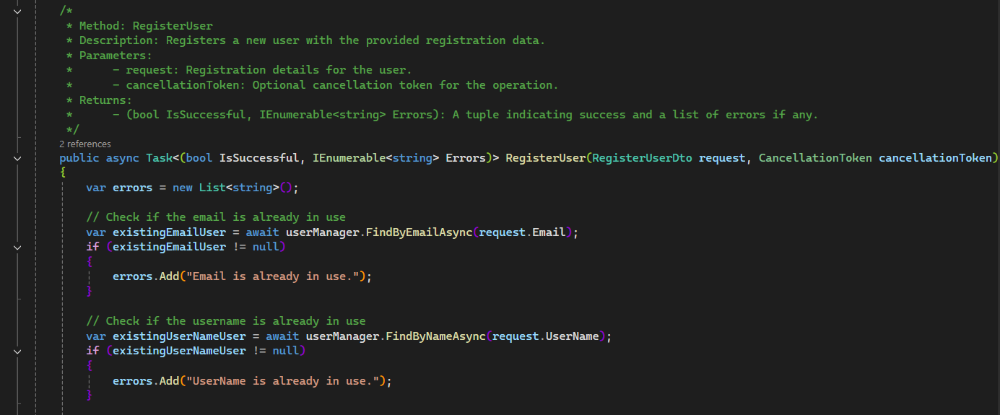 /*
* Method: RegisterUser
* Description: Registers a new user with the provided registration data.
* Parameters:
*      - request: Registration details for the user.
*      - cancellationToken: Optional cancellation token for the operation.
* Returns:
*      - (bool IsSuccessful, IEnumerable<string> Errors): A tuple indicating success and a list of errors if any.
*/
2 references
public async Task<(bool IsSuccessful, IEnumerable<string> Errors)> RegisterUser(RegisterUserDto request, CancellationToken cancellationToken)
{
    var errors = new List<string>();

    // Check if the email is already in use
    var existingEmailUser = await userManager.FindByEmailAsync(request.Email);
    if (existingEmailUser != null)
    {
        errors.Add("Email is already in use.");
    }

    // Check if the username is already in use
    var existingUserNameUser = await userManager.FindByNameAsync(request.UserName);
    if (existingUserNameUser != null)
    {
        errors.Add("UserName is already in use.");
    }